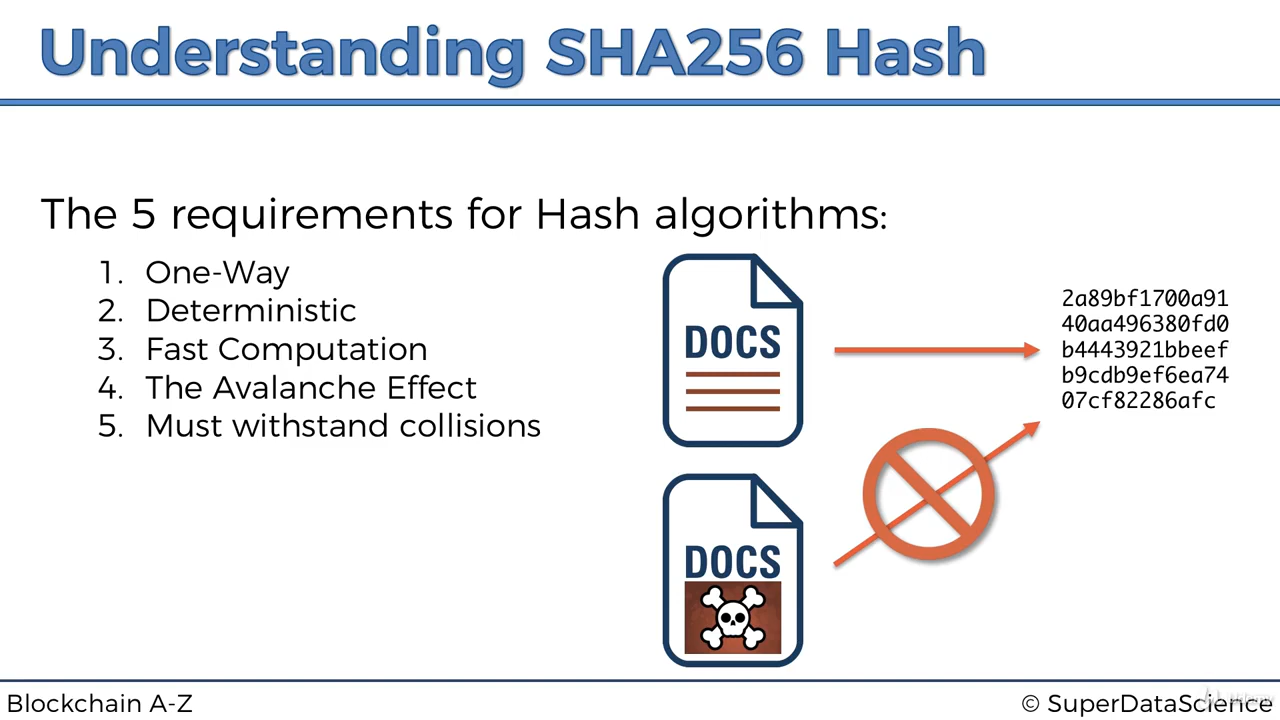 Understanding SHA256 Hash
The 5 requirements for Hash algorithms:
1. One-Way
2. Deterministic
3. Fast Computation
4. The Avalanche Effect
5. Must withstand collisions
DOCS
2a89bf1700a91
40aa496380fd0
b4443921bbeef
b9cdb9ef6ea74
07cf82286afc
DOCS
Blockchain A-Z
© SuperDataScience